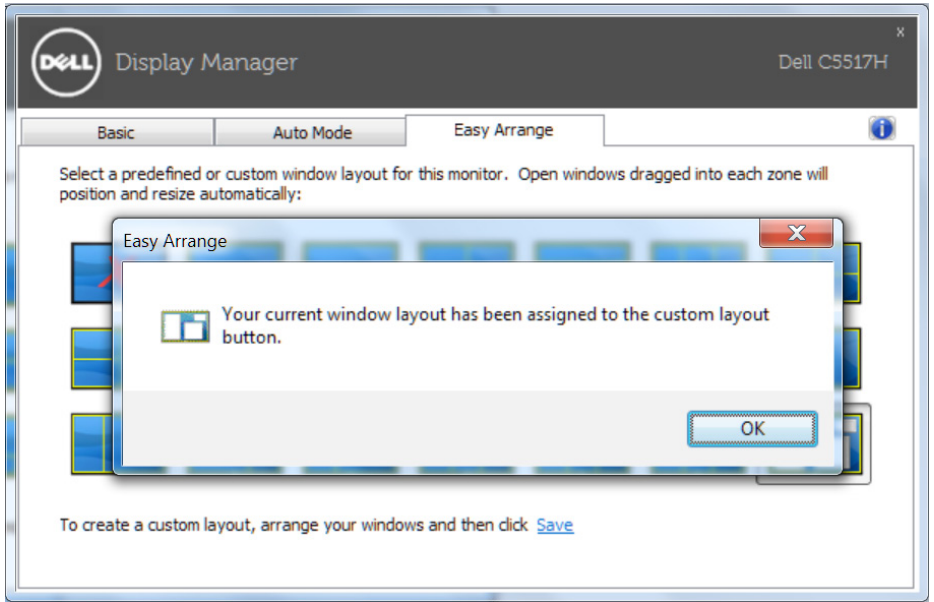 x
DELL Display Manager Dell C5517H
Basic Auto Mode Easy Arrange i
Select a predefined or custom window layout for this monitor. Open windows dragged into each zone will
position and resize automatically:
Easy Arrange X
Your current window layout has been assigned to the custom layout
button.
OK
To create a custom layout, arrange your windows and then click Save